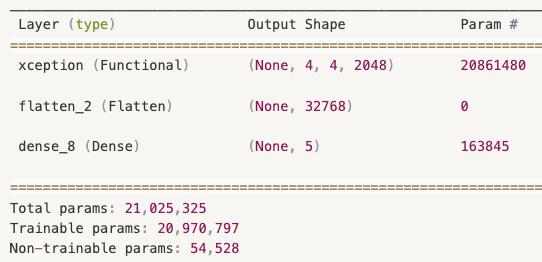 Layer (type) Output Shape Param #
=================================================================
xception (Functional) (None, 4, 4, 2048) 20861480
flatten_2 (Flatten) (None, 32768) 0
dense_8 (Dense) (None, 5) 163845
=================================================================
Total params: 21,025,325
Trainable params: 20,970,797
Non-trainable params: 54,528